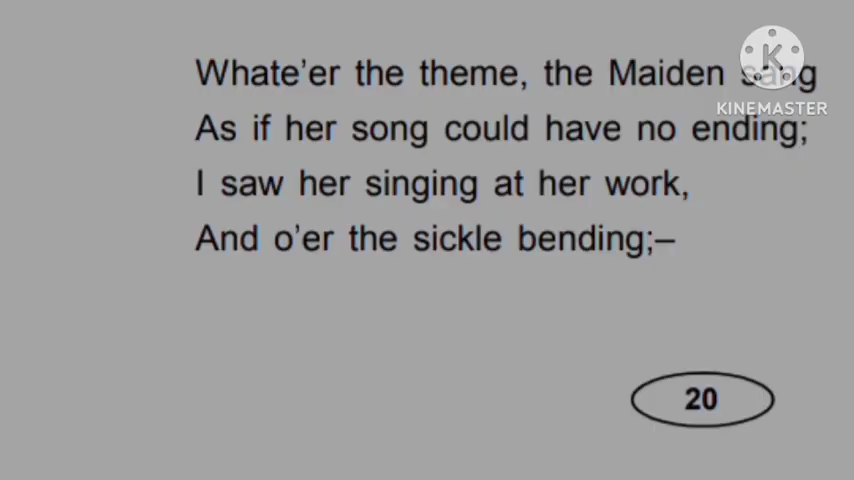 Whate'er the theme, the Maiden sang
KINEMASTER
As if her song could have no ending;
I saw her singing at her work,
And o'er the sickle bending;–
20